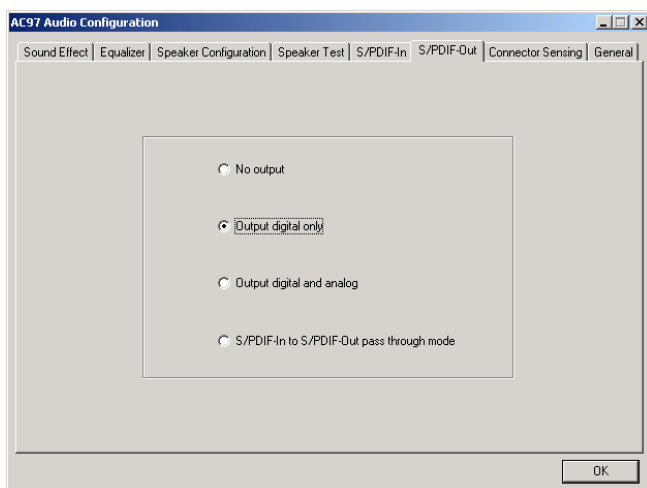 AC97 Audio Configuration
Sound Effect Equalizer Speaker Configuration Speaker Test S/PDIF-In S/PDIF-Out Connector Sensing General
No output
Output digital only
Output digital and analog
S/PDIF-In to S/PDIF-Out pass through mode
OK